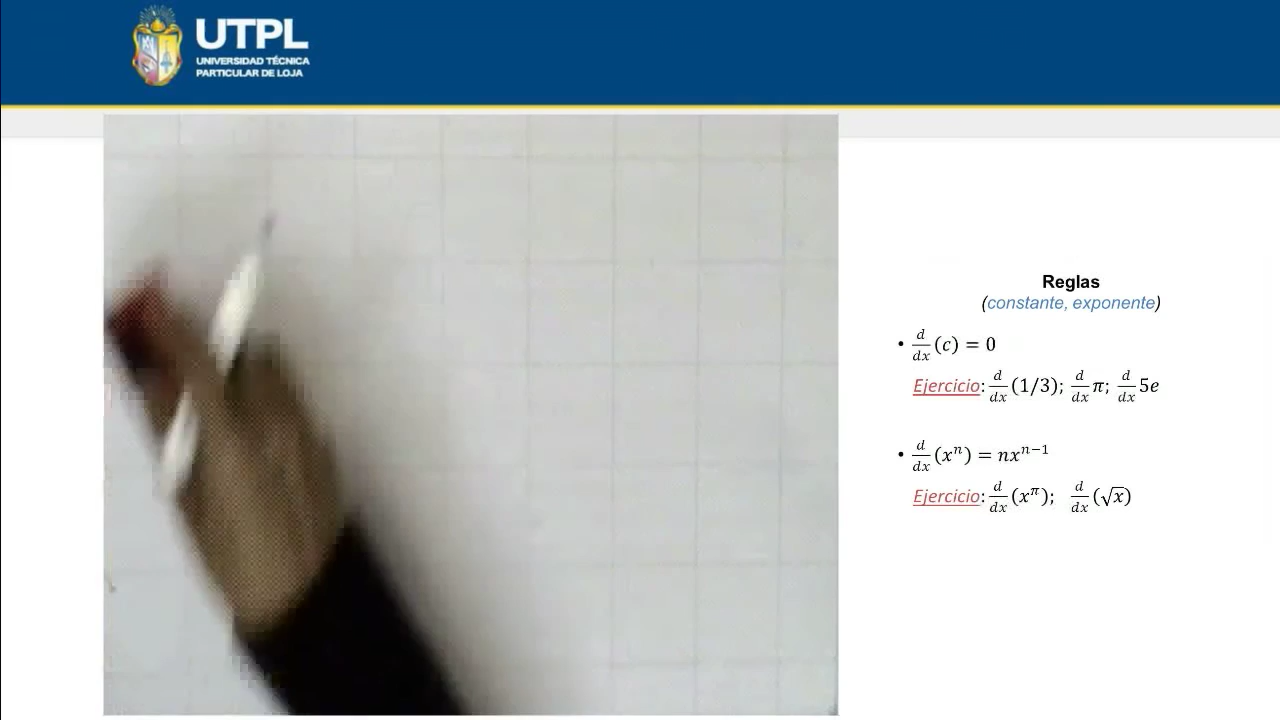 UTPL
UNIVERSIDAD TÉCNICA
PARTICULAR DE LOJA
Reglas
(constante, exponente)
• d/dx (c) = 0
Ejercicio: d/dx (1/3); d/dx π; d/dx 5e
• d/dx (xⁿ) = nxⁿ⁻¹
Ejercicio: d/dx (x^π); d/dx (√x)